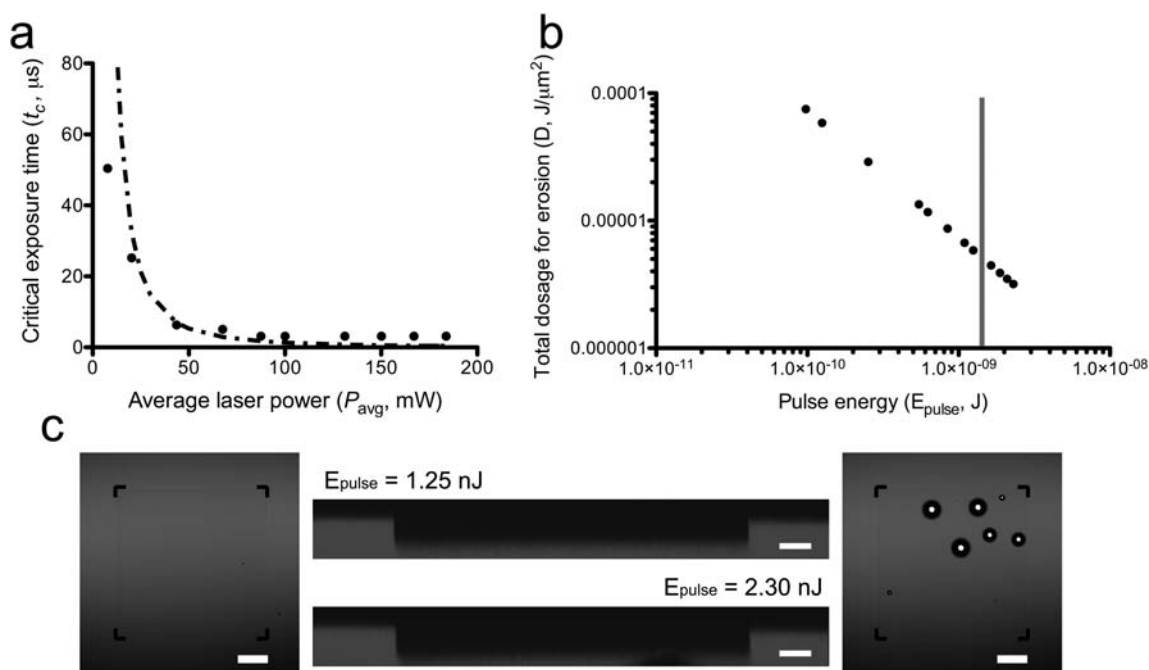 a
80
60
40
20
0
Critical exposure time (tc, μs)
0 50 100 150 200
Average laser power (Pavg, mW)
b
0.0001
0.00001
0.000001
Total dosage for erosion (D, J/μm²)
1.0×10⁻¹¹ 1.0×10⁻¹⁰ 1.0×10⁻⁰⁹ 1.0×10⁻⁰⁸
Pulse energy (Epulse, J)
c
Epulse = 1.25 nJ
Epulse = 2.30 nJ